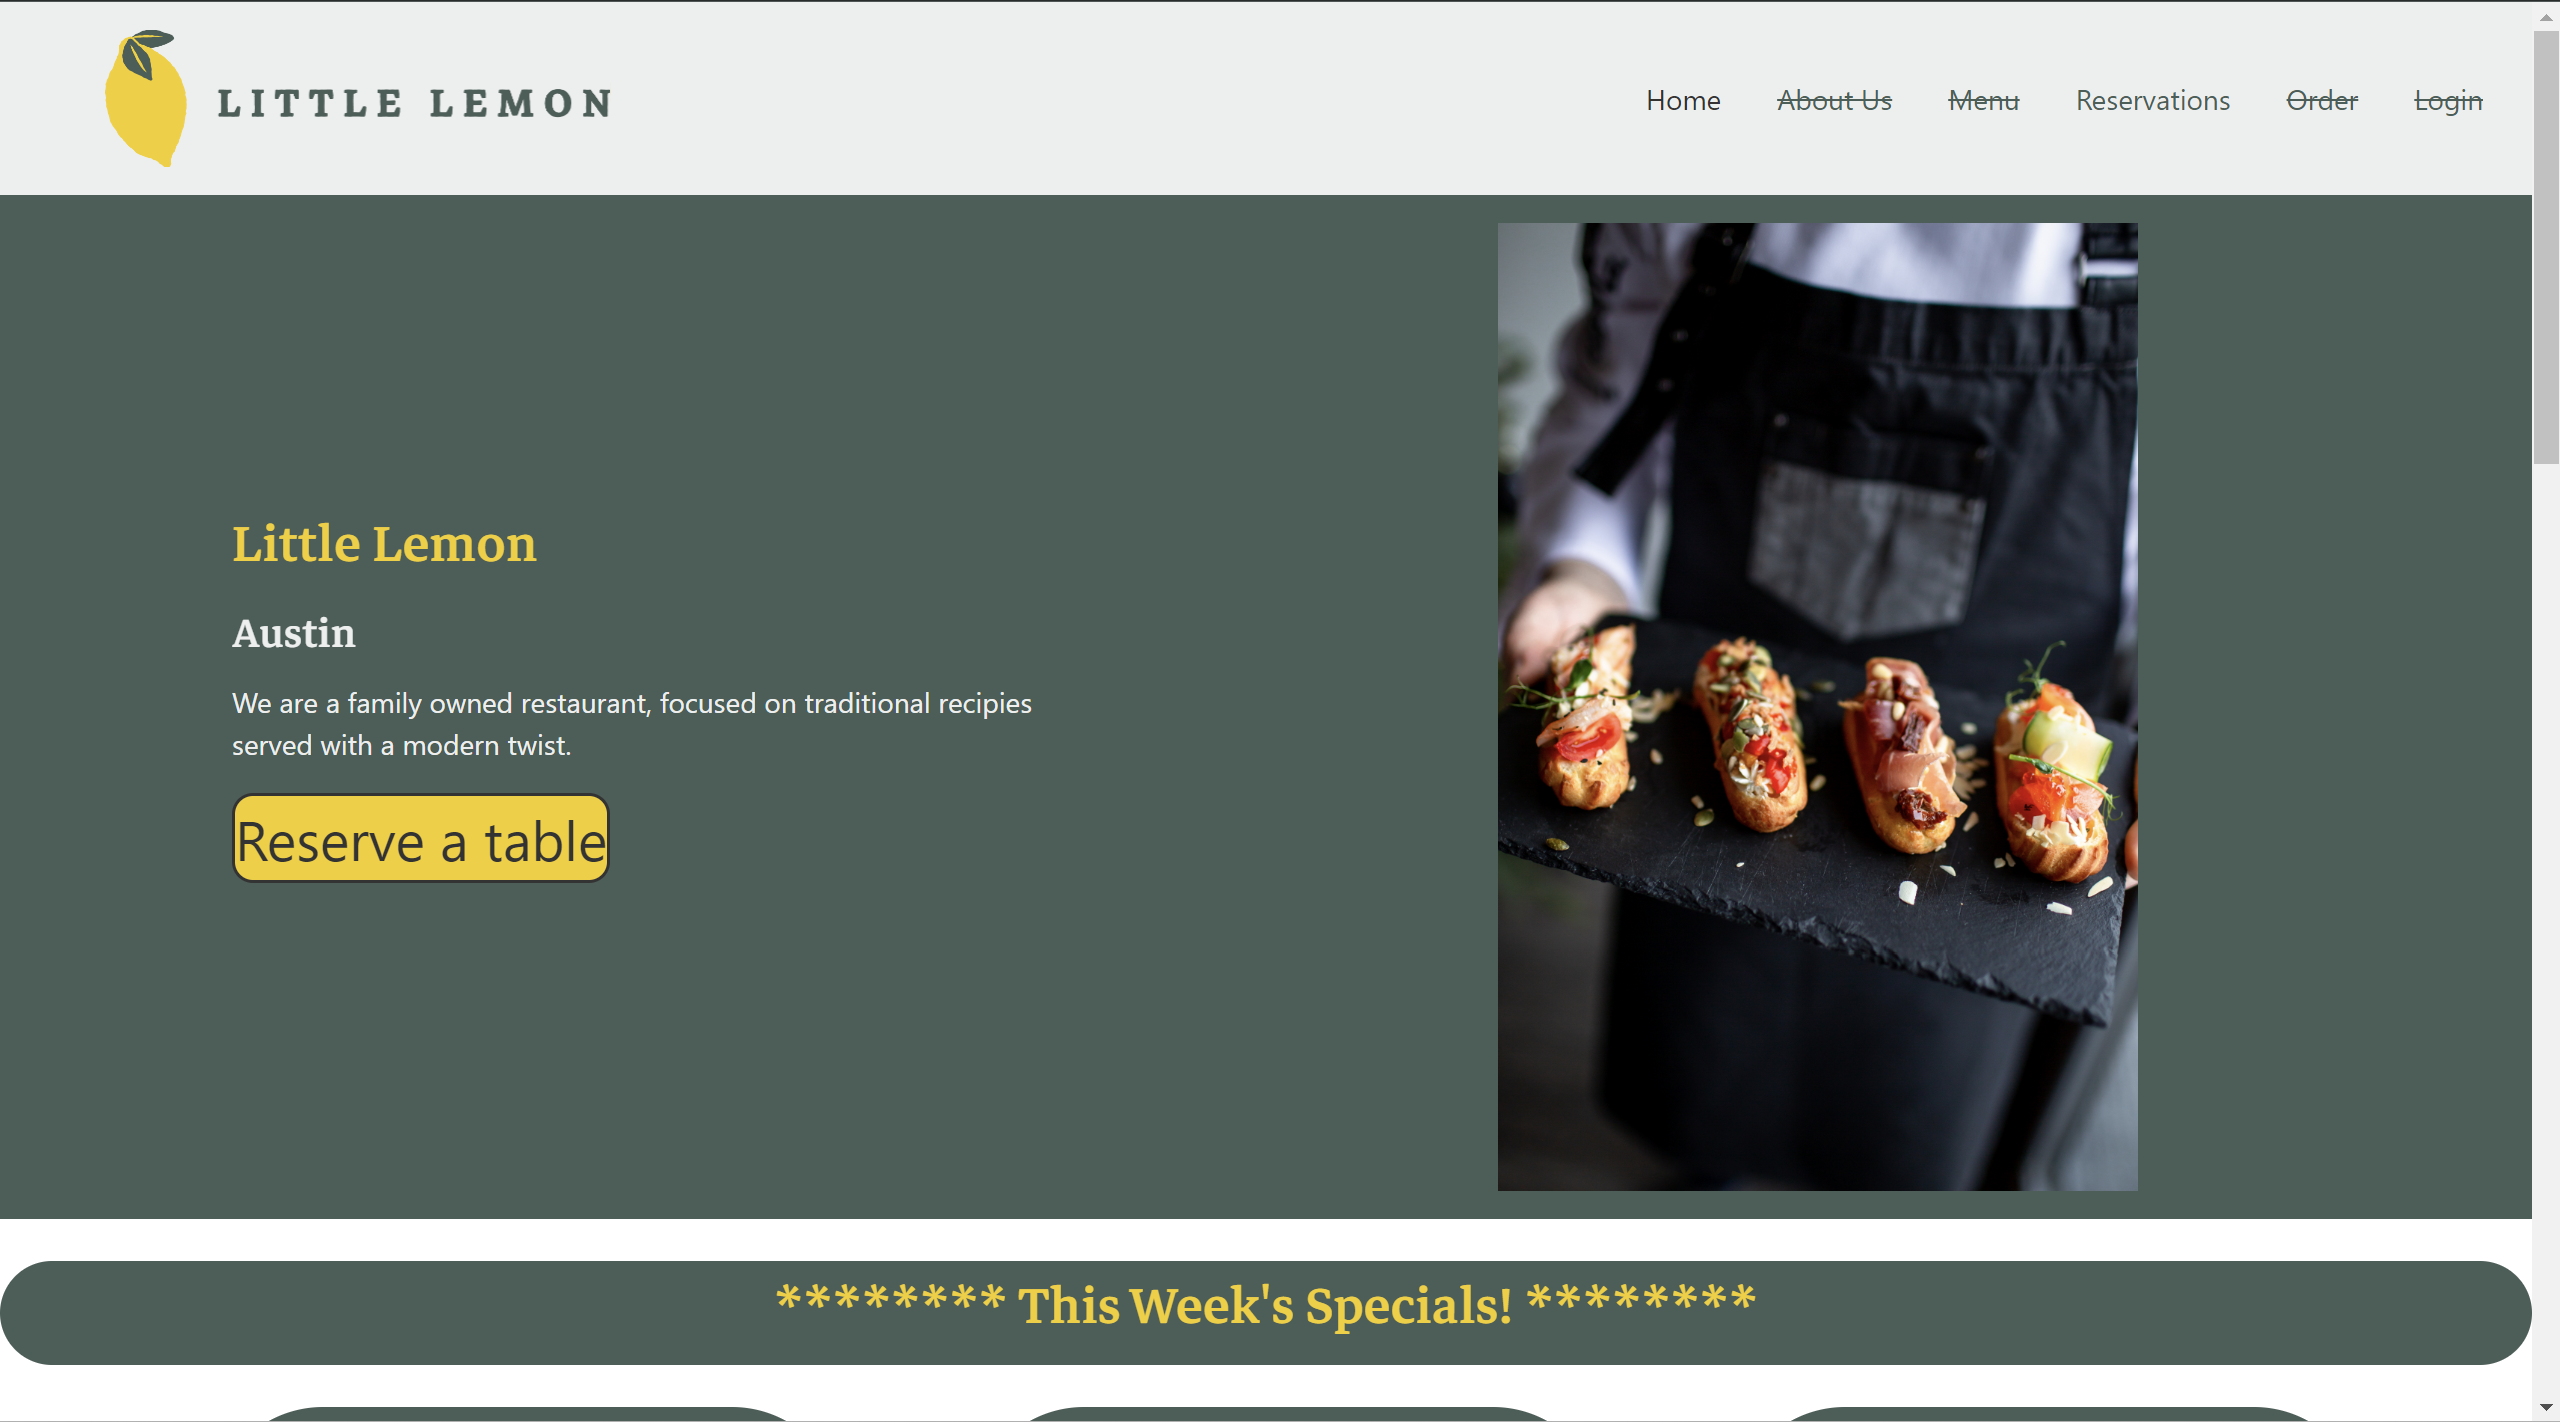 LITTLE LEMON
Home About Us Menu Reservations Order Login
Little Lemon
Austin
We are a family owned restaurant, focused on traditional recipies
served with a modern twist.
Reserve a table
******** This Week's Specials! ********